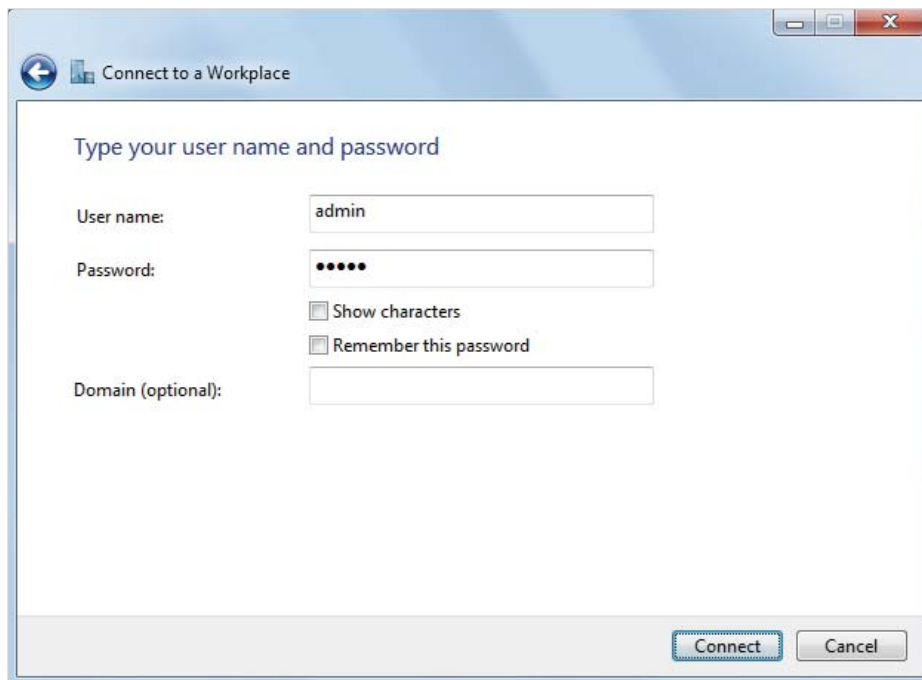 Connect to a Workplace
Type your user name and password
User name:
admin
Password:
•••••
Show characters
Remember this password
Domain (optional):
Connect
Cancel